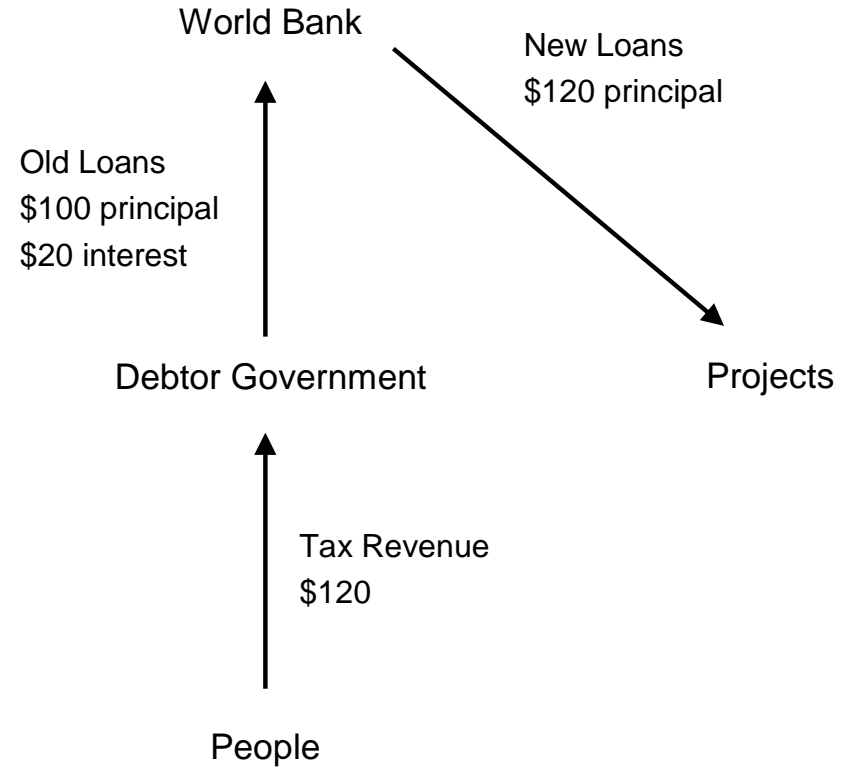 World Bank
New Loans
$120 principal
Old Loans
$100 principal
$20 interest
Debtor Government
Projects
Tax Revenue
$120
People